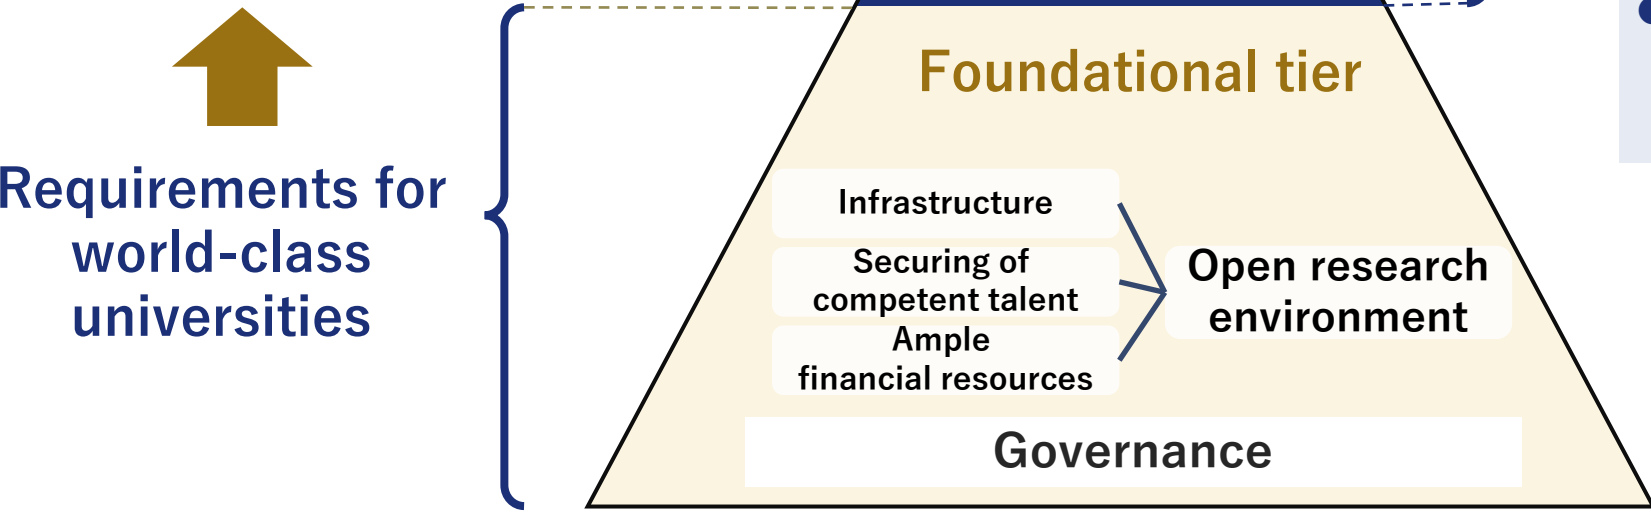 Foundational tier
Requirements for
world-class
universities
Infrastructure
Securing of
competent talent
Ample
financial resources
Open research
environment
Governance